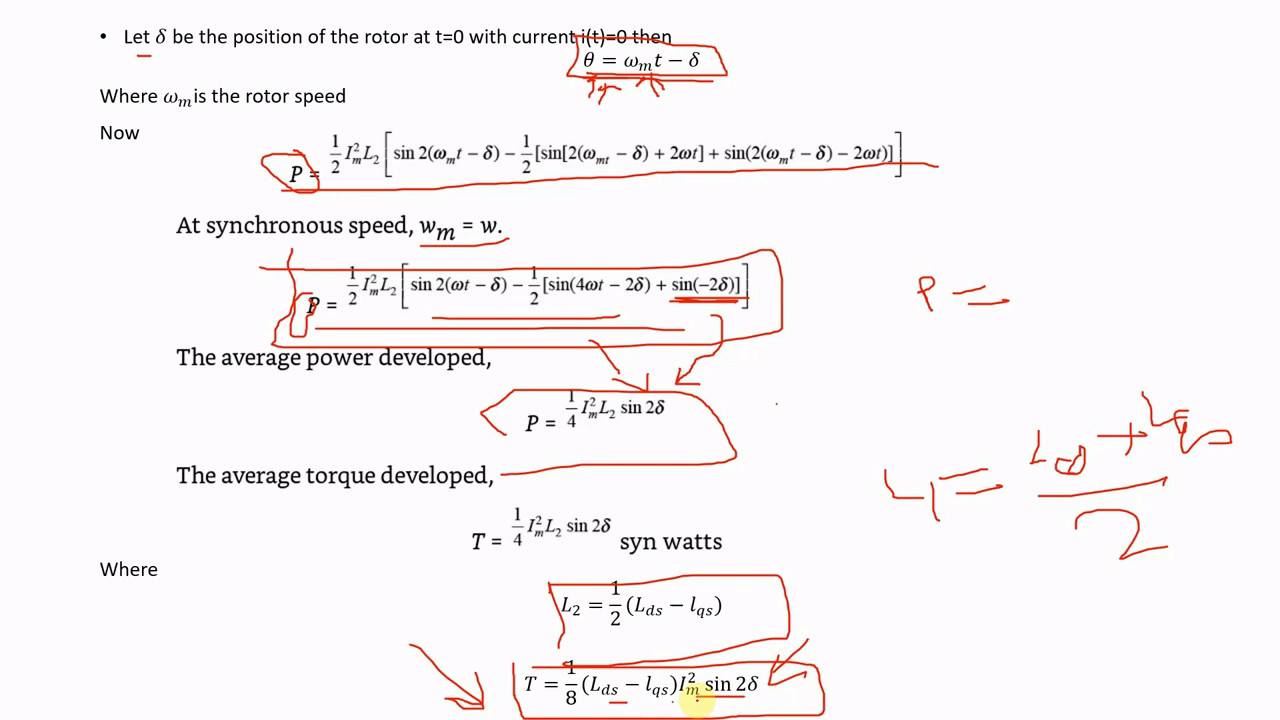 • Let δ be the position of the rotor at t=0 with current i(t)=0 then
θ = ω_m t − δ
Where ω_m is the rotor speed
Now
P = 1/2 I_m^2 L_2 [sin 2(ω_m t − δ) − 1/2 [sin[2(ω_mt − δ) + 2ωt] + sin(2(ω_m t − δ) − 2ωt)]]
At synchronous speed, w_m = w.
P = 1/2 I_m^2 L_2 [sin 2(ωt − δ) − 1/2 [sin(4ωt − 2δ) + sin(−2δ)]]
P =
The average power developed,
P = 1/4 I_m^2 L_2 sin 2δ
L1 = (Ld + Lq)/2
The average torque developed,
T = 1/4 I_m^2 L_2 sin 2δ syn watts
Where
L_2 = 1/2 (L_ds − l_qs)
T = 1/8 (L_ds − l_qs) I_m^2 sin 2δ